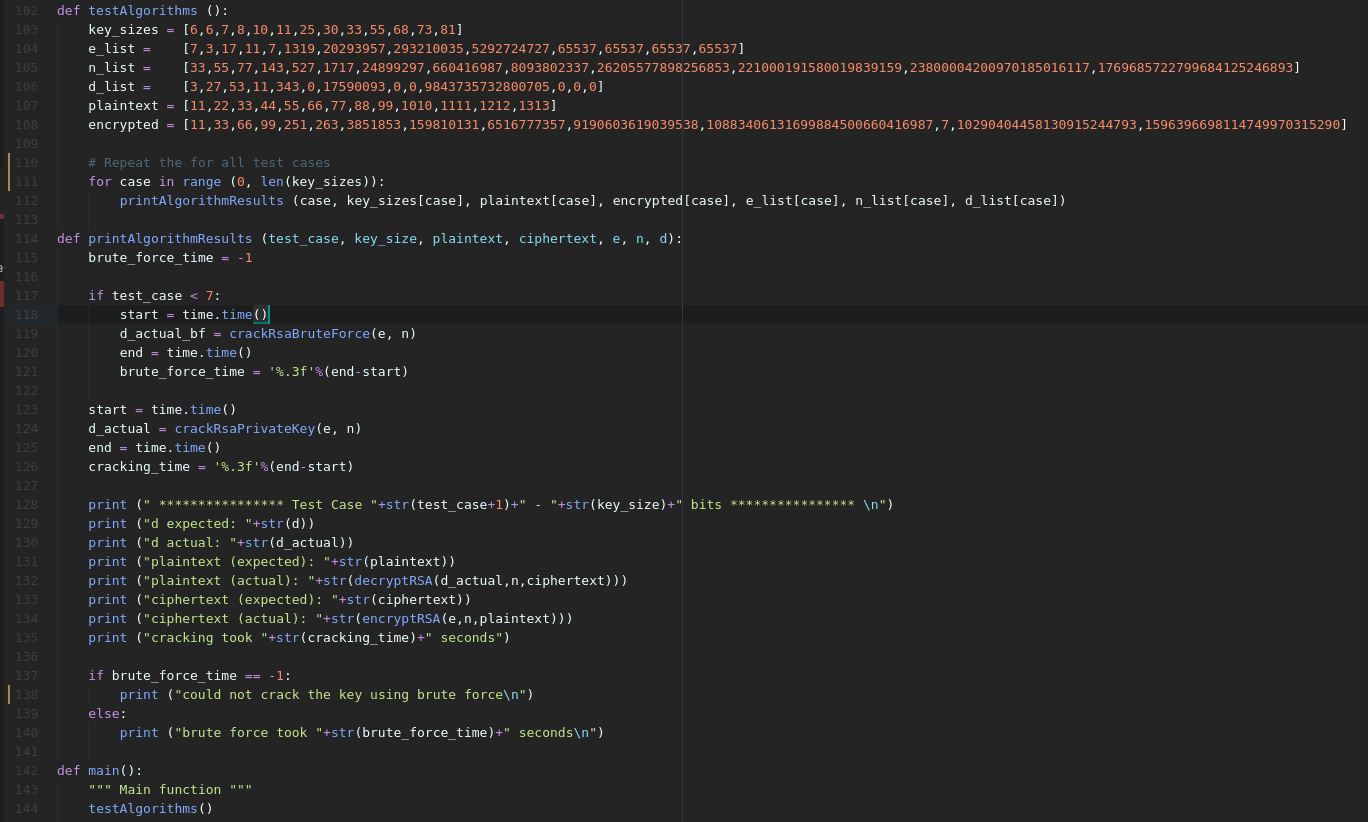 102 def testAlgorithms ():
103     key_sizes = [6,6,7,8,10,11,25,30,33,55,68,73,81]
104     e_list =    [7,3,17,11,7,1319,20293957,293210035,5292724727,65537,65537,65537,65537]
105     n_list =    [33,55,77,143,527,1717,24899297,660416987,8093802337,26205577898256853,221000191580019839159,23800004200970185016117,1769685722799684125246893]
106     d_list =    [3,27,53,11,343,0,17590093,0,0,9843735732800705,0,0,0]
107     plaintext = [11,22,33,44,55,66,77,88,99,1010,1111,1212,1313]
108     encrypted = [11,33,66,99,251,263,3851853,159810131,6516777357,9190603619039538,10883406131699884500660416987,7,10290404458130915244793,1596396698114749970315290]
109
110     # Repeat the for all test cases
111     for case in range (0, len(key_sizes)):
112         printAlgorithmResults (case, key_sizes[case], plaintext[case], encrypted[case], e_list[case], n_list[case], d_list[case])
113
114 def printAlgorithmResults (test_case, key_size, plaintext, ciphertext, e, n, d):
115     brute_force_time = -1
116
117     if test_case < 7:
118         start = time.time()
119         d_actual_bf = crackRsaBruteForce(e, n)
120         end = time.time()
121         brute_force_time = '%.3f'%(end-start)
122
123     start = time.time()
124     d_actual = crackRsaPrivateKey(e, n)
125     end = time.time()
126     cracking_time = '%.3f'%(end-start)
127
128     print (" **************** Test Case "+str(test_case+1)+" - "+str(key_size)+" bits **************** \n")
129     print ("d expected: "+str(d))
130     print ("d actual: "+str(d_actual))
131     print ("plaintext (expected): "+str(plaintext))
132     print ("plaintext (actual): "+str(decryptRSA(d_actual,n,ciphertext)))
133     print ("ciphertext (expected): "+str(ciphertext))
134     print ("ciphertext (actual): "+str(encryptRSA(e,n,plaintext)))
135     print ("cracking took "+str(cracking_time)+" seconds")
136
137     if brute_force_time == -1:
138         print ("could not crack the key using brute force\n")
139     else:
140         print ("brute force took "+str(brute_force_time)+" seconds\n")
141
142 def main():
143     """ Main function """
144     testAlgorithms()